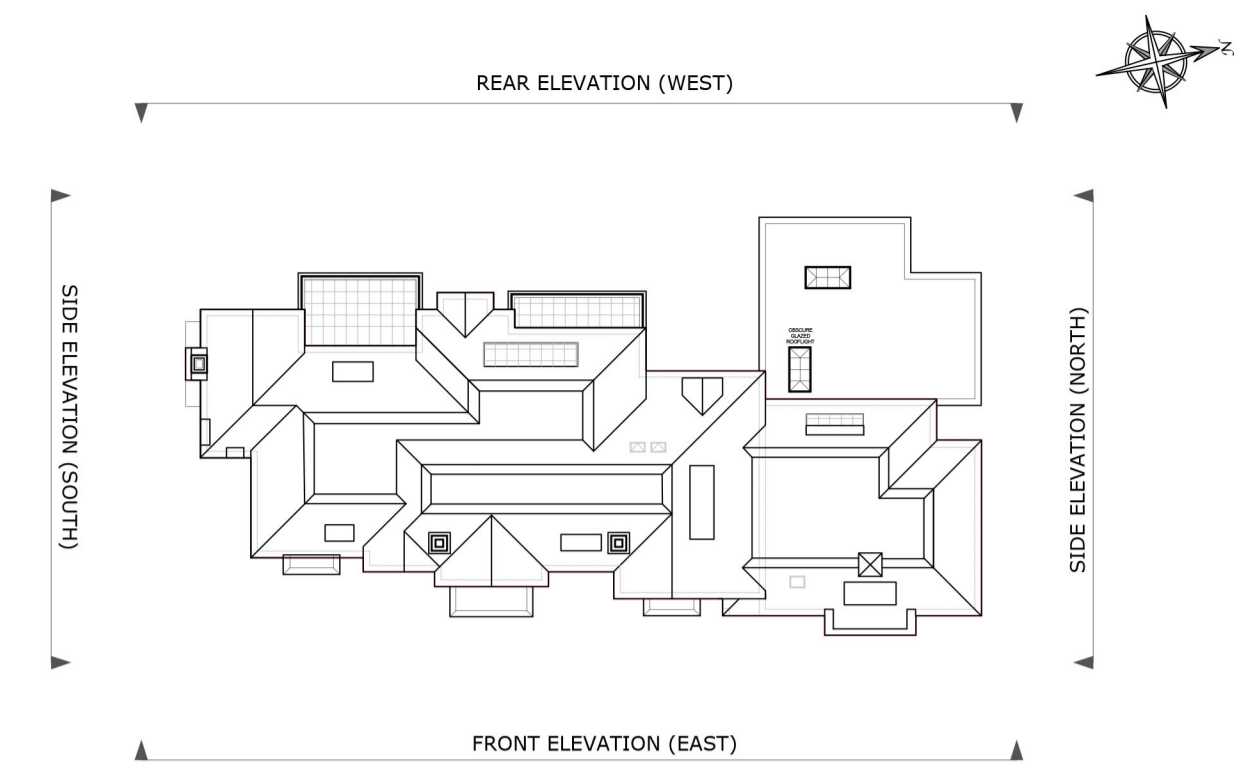 N
REAR ELEVATION (WEST)
SIDE ELEVATION (SOUTH)
OBSCURE
GLAZED
ROOFLIGHT
SIDE ELEVATION (NORTH)
FRONT ELEVATION (EAST)